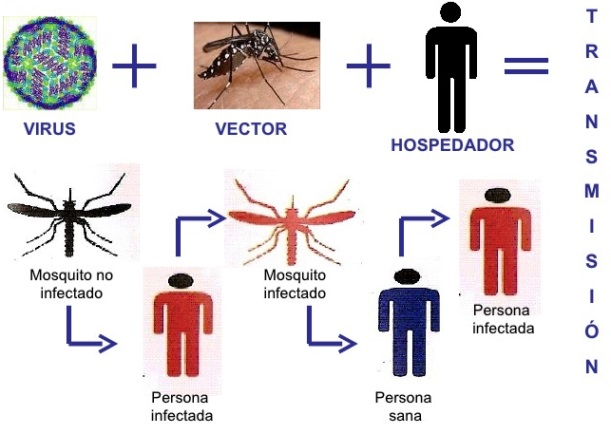 VIRUS
VECTOR
HOSPEDADOR
TRANSMISIÓN
Mosquito no
infectado
Persona
infectada
Mosquito
infectado
Persona
sana
Persona
infectada